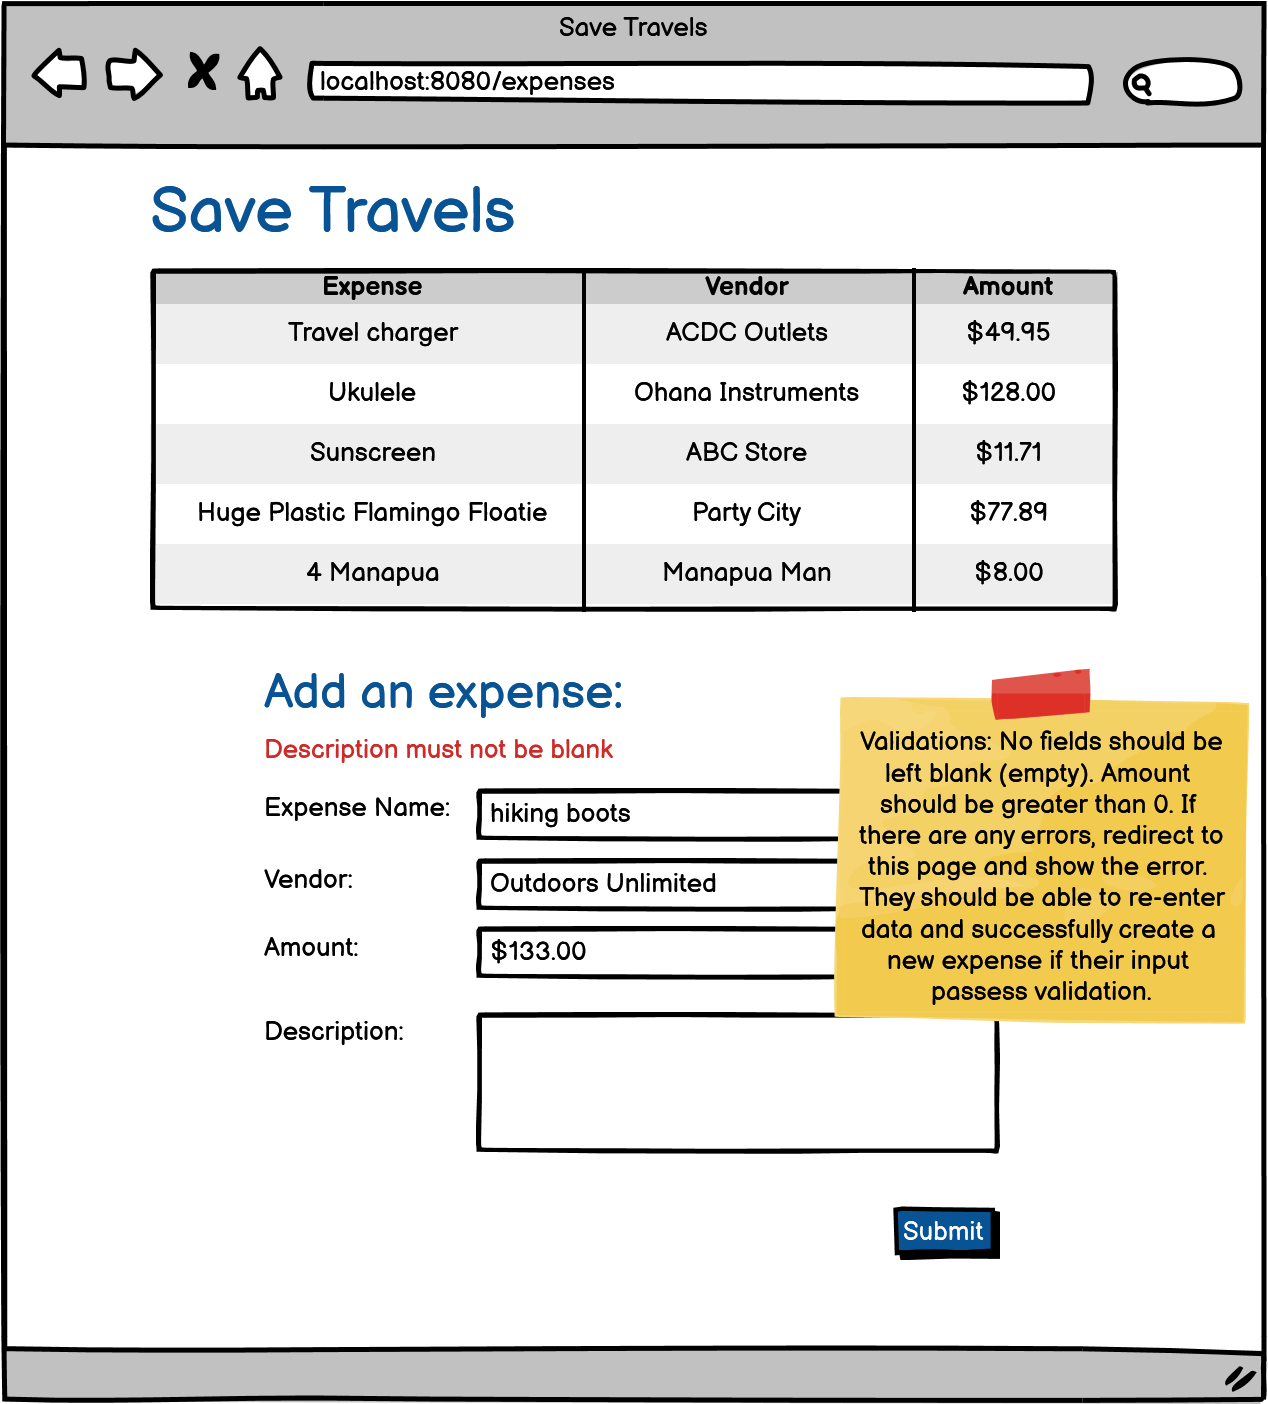 Save Travels
localhost:8080/expenses
Save Travels
Expense Vendor Amount
Travel charger ACDC Outlets $49.95
Ukulele Ohana Instruments $128.00
Sunscreen ABC Store $11.71
Huge Plastic Flamingo Floatie Party City $77.89
4 Manapua Manapua Man $8.00
Add an expense:
Description must not be blank
Expense Name: hiking boots
Vendor: Outdoors Unlimited
Amount: $133.00
Description:
Submit
Validations: No fields should be
left blank (empty). Amount
should be greater than 0. If
there are any errors, redirect to
this page and show the error.
They should be able to re-enter
data and successfully create a
new expense if their input
passess validation.